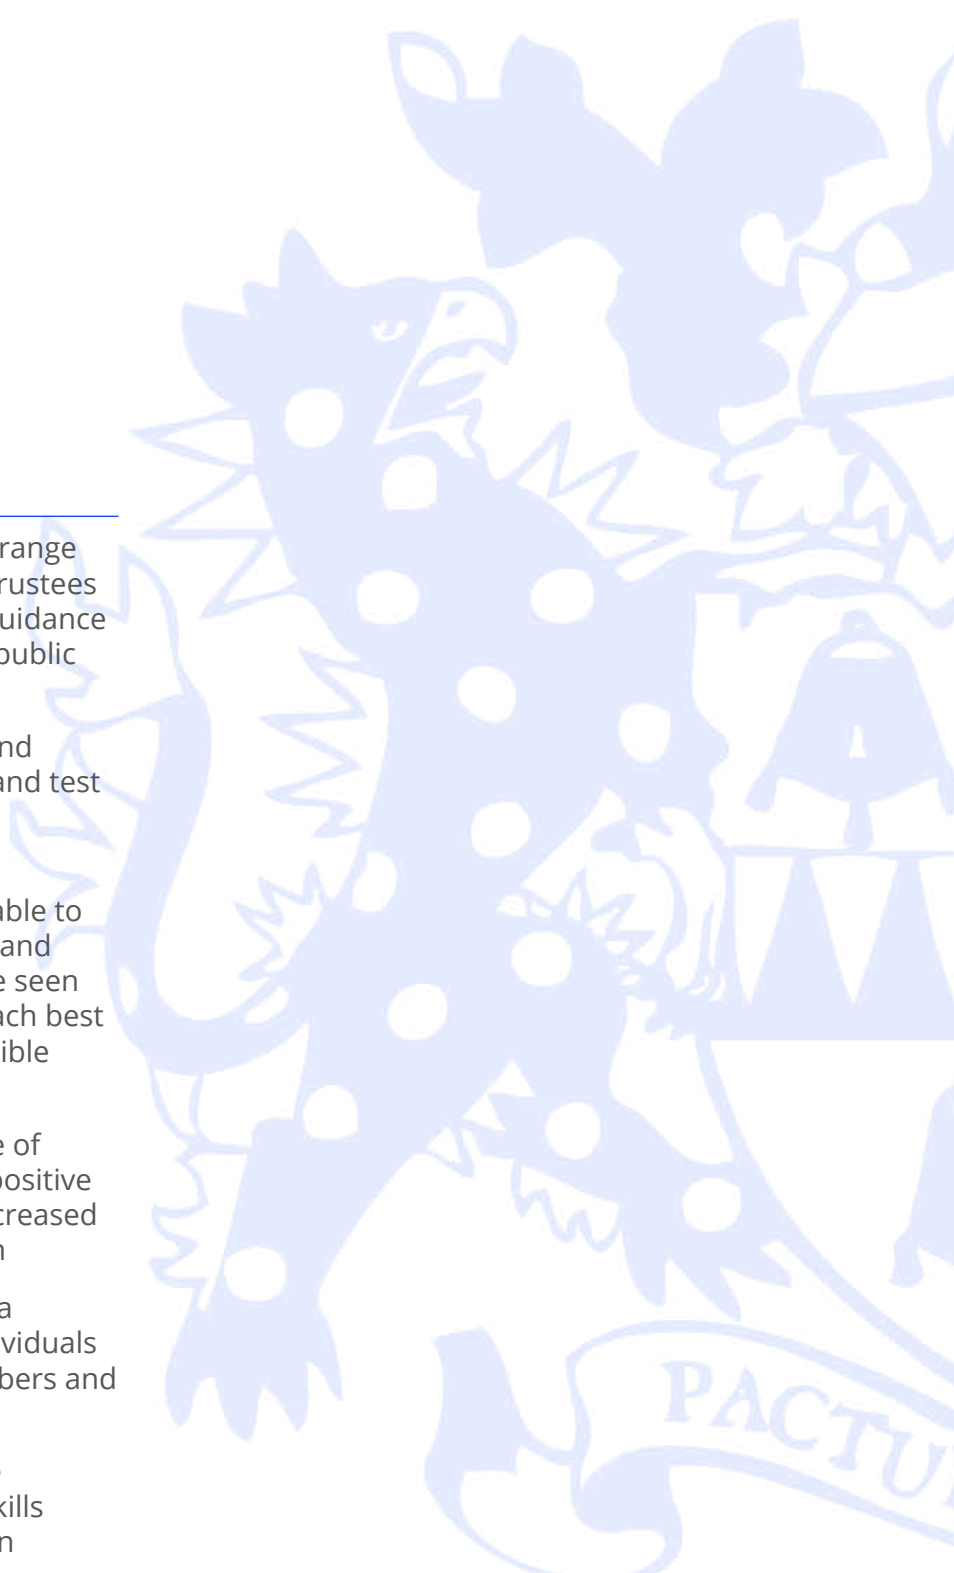 range
rustees
uidance
public
nd
and test
able to
and
e seen
ach best
ible
e of
positive
creased
n
a
viduals
bers and
kills
n
PACTU